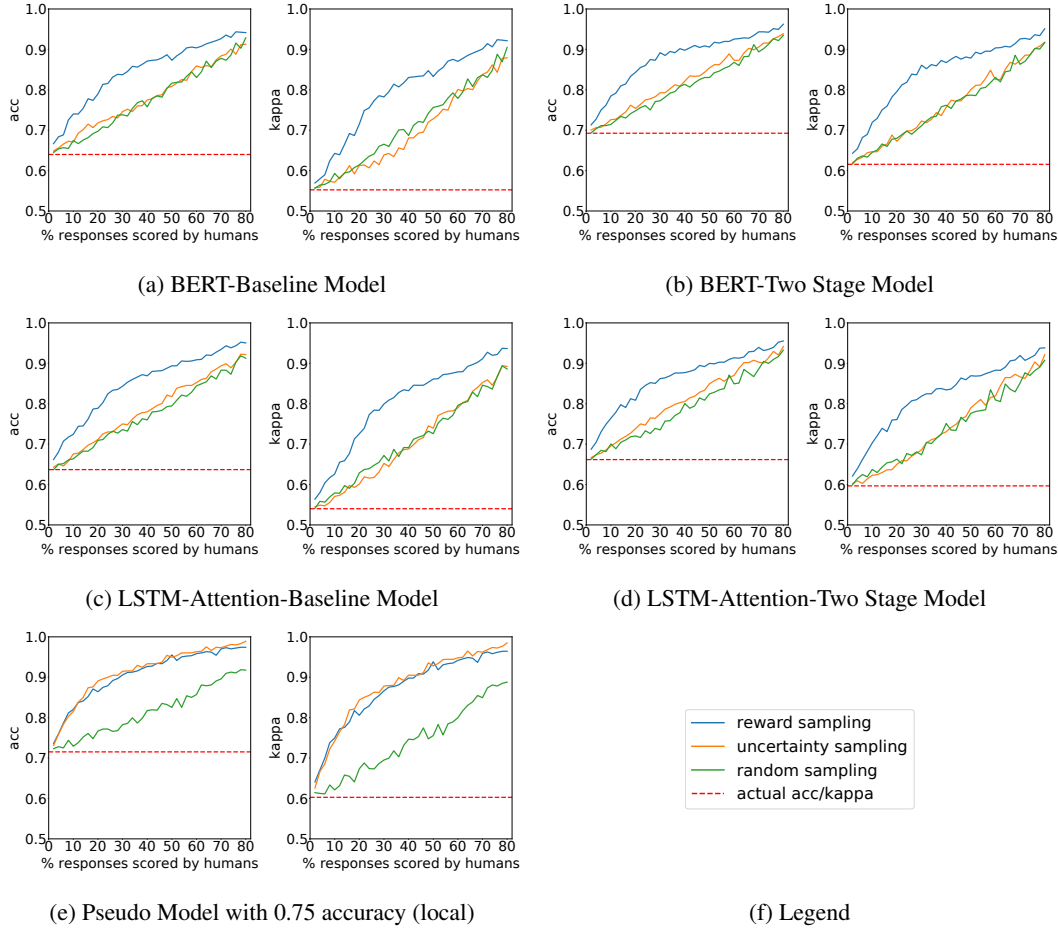 1.0
0.9
0.8
0.7
0.6
0.5
acc
0 10 20 30 40 50 60 70 80
% responses scored by humans
1.0
0.9
0.8
0.7
0.6
0.5
kappa
0 10 20 30 40 50 60 70 80
% responses scored by humans
(a) BERT-Baseline Model
1.0
0.9
0.8
0.7
0.6
0.5
acc
0 10 20 30 40 50 60 70 80
% responses scored by humans
1.0
0.9
0.8
0.7
0.6
0.5
kappa
0 10 20 30 40 50 60 70 80
% responses scored by humans
(b) BERT-Two Stage Model
1.0
0.9
0.8
0.7
0.6
0.5
acc
0 10 20 30 40 50 60 70 80
% responses scored by humans
1.0
0.9
0.8
0.7
0.6
0.5
kappa
0 10 20 30 40 50 60 70 80
% responses scored by humans
(c) LSTM-Attention-Baseline Model
1.0
0.9
0.8
0.7
0.6
0.5
acc
0 10 20 30 40 50 60 70 80
% responses scored by humans
1.0
0.9
0.8
0.7
0.6
0.5
kappa
0 10 20 30 40 50 60 70 80
% responses scored by humans
(d) LSTM-Attention-Two Stage Model
1.0
0.9
0.8
0.7
0.6
0.5
acc
0 10 20 30 40 50 60 70 80
% responses scored by humans
1.0
0.9
0.8
0.7
0.6
0.5
kappa
0 10 20 30 40 50 60 70 80
% responses scored by humans
(e) Pseudo Model with 0.75 accuracy (local)
reward sampling
uncertainty sampling
random sampling
actual acc/kappa
(f) Legend